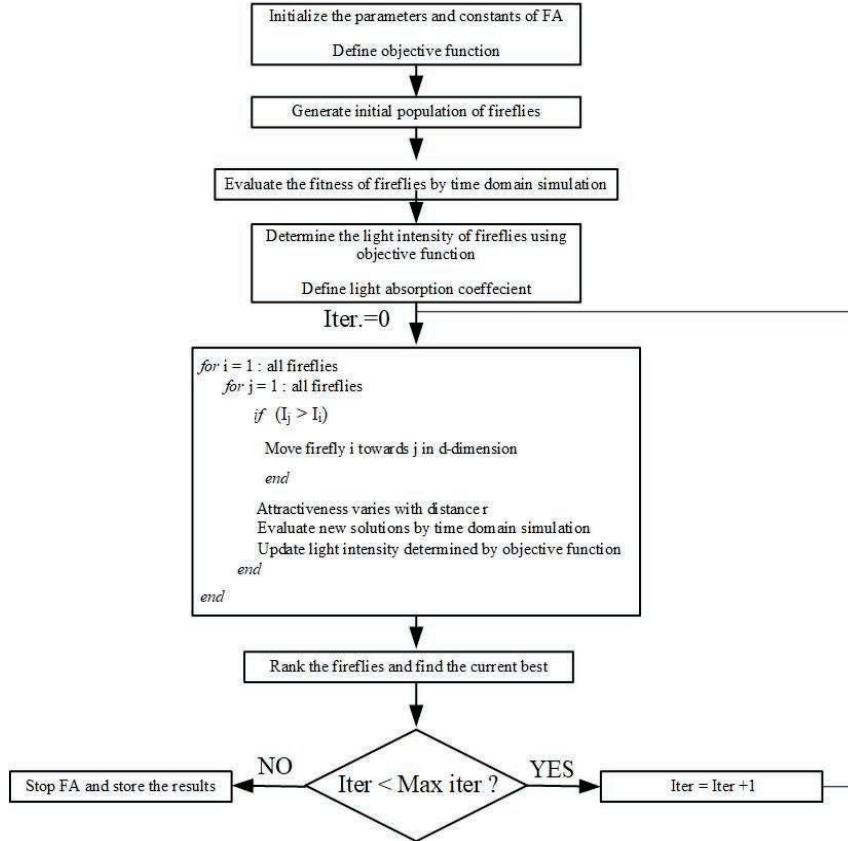 Initialize the parameters and constants of FA
Define objective function
Generate initial population of fireflies
Evaluate the fitness of fireflies by time domain simulation
Determine the light intensity of fireflies using
objective function
Define light absorption coeffecient
Iter.=0
for i = 1 : all fireflies
for j = 1 : all fireflies
if (Ij > Ii)
Move firefly i towards j in d-dimension
end
Attractiveness varies with distance r
Evaluate new solutions by time domain simulation
Update light intensity determined by objective function
end
end
Rank the fireflies and find the current best
Iter < Max iter ?
NO
Stop FA and store the results
YES
Iter = Iter +1